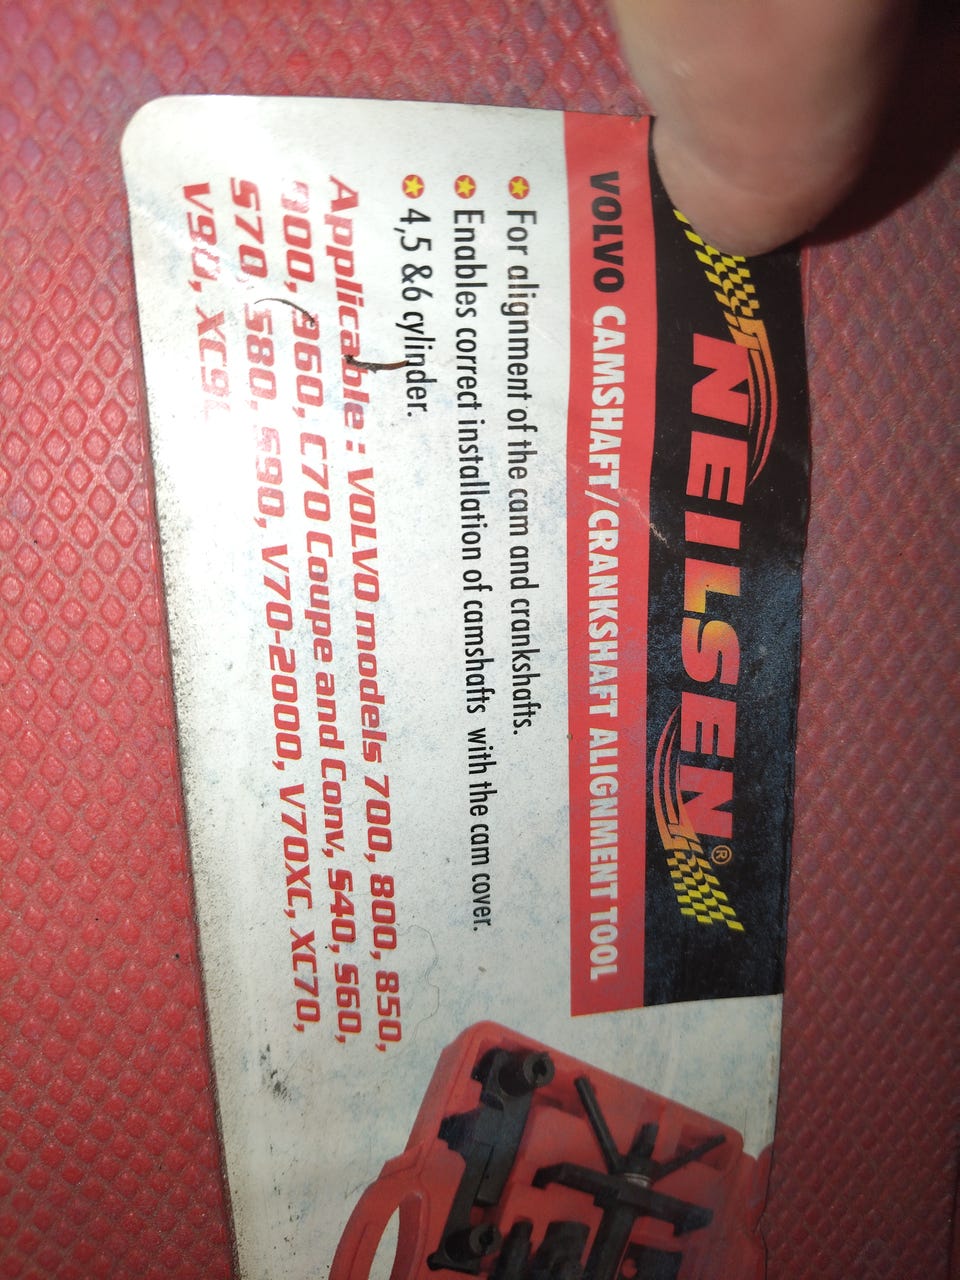 NEILSEN®
VOLVO CAMSHAFT/CRANKSHAFT ALIGNMENT TOOL
For alignment of the cam and crankshafts.
Enables correct installation of camshafts with the cam cover.
4,5 &6 cylinder.
Applicable : VOLVO models 700, 800, 850,
960, C70 Coupe and Conv, S40, S60,
S70, S80, S90, V70-2000, V70XC, XC70,
V90,